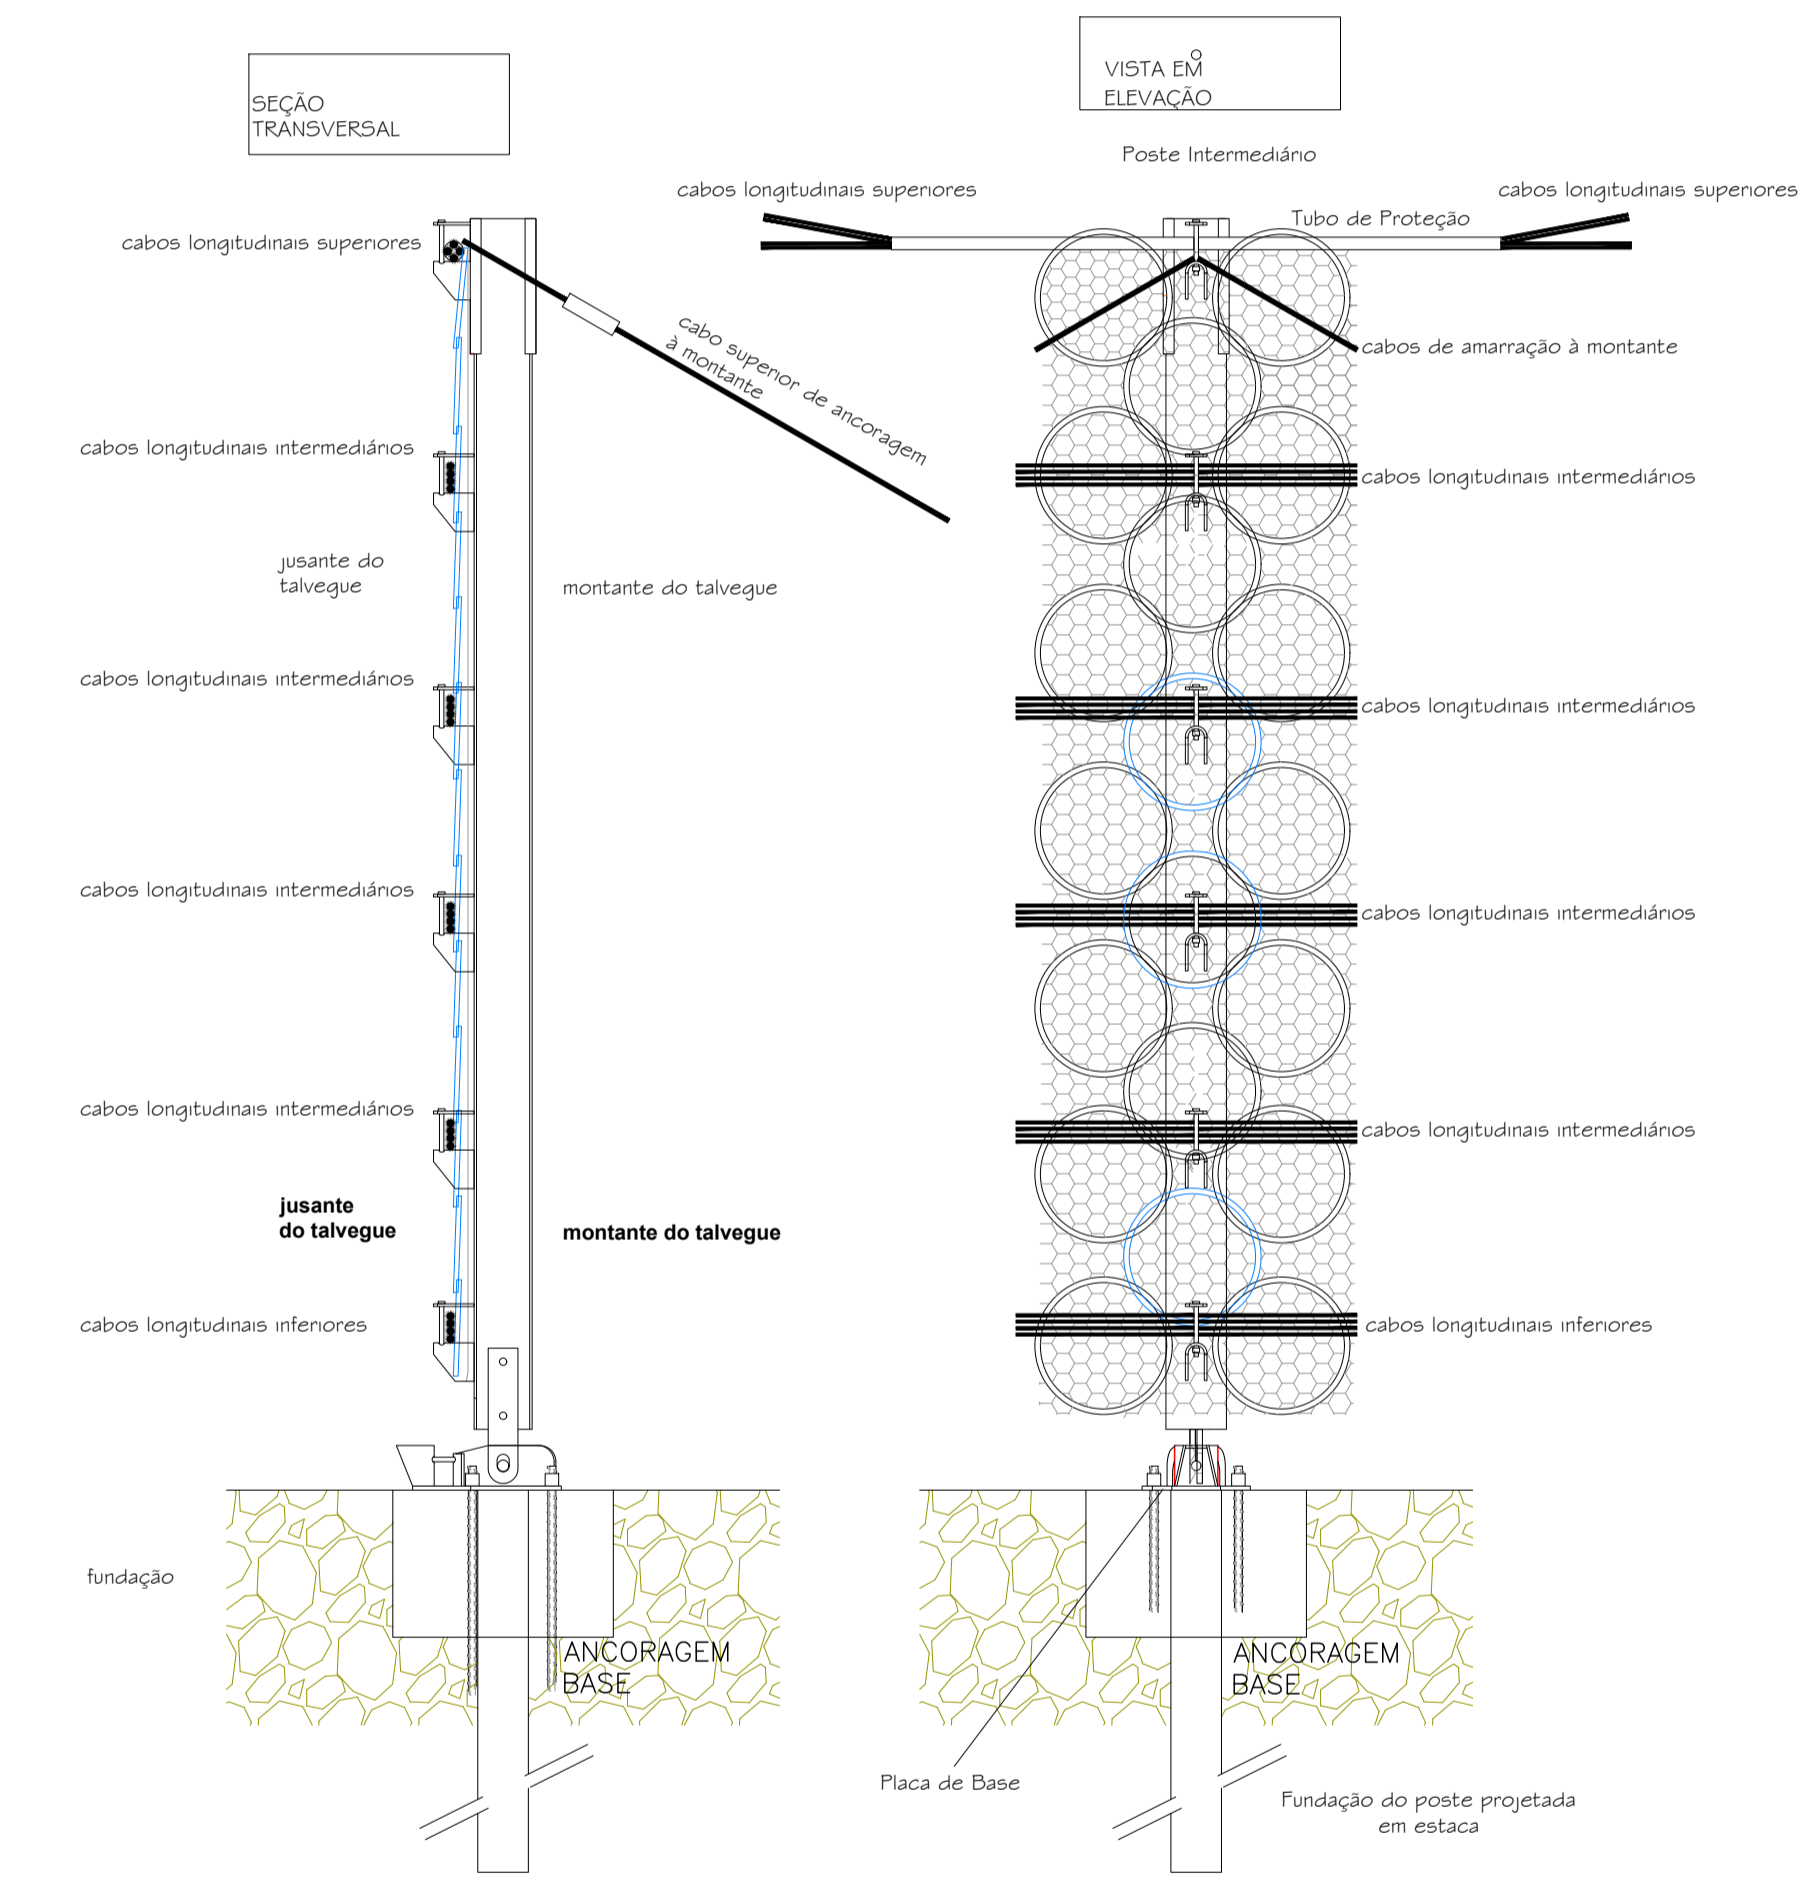 SEÇÃO
TRANSVERSAL
VISTA EM
ELEVAÇÃO
Poste Intermediário
cabos longitudinais superiores
cabos longitudinais superiores
Tubo de Proteção
cabos longitudinais superiores
cabo superior de ancoragem
à montante
cabos de amarração à montante
cabos longitudinais intermediários
cabos longitudinais intermediários
jusante do
talvegue
montante do talvegue
cabos longitudinais intermediários
cabos longitudinais intermediários
cabos longitudinais intermediários
cabos longitudinais intermediários
cabos longitudinais intermediários
cabos longitudinais intermediários
jusante
do talvegue
montante do talvegue
cabos longitudinais inferiores
cabos longitudinais inferiores
fundação
ANCORAGEM
BASE
ANCORAGEM
BASE
Placa de Base
Fundação do poste projetada
em estaca